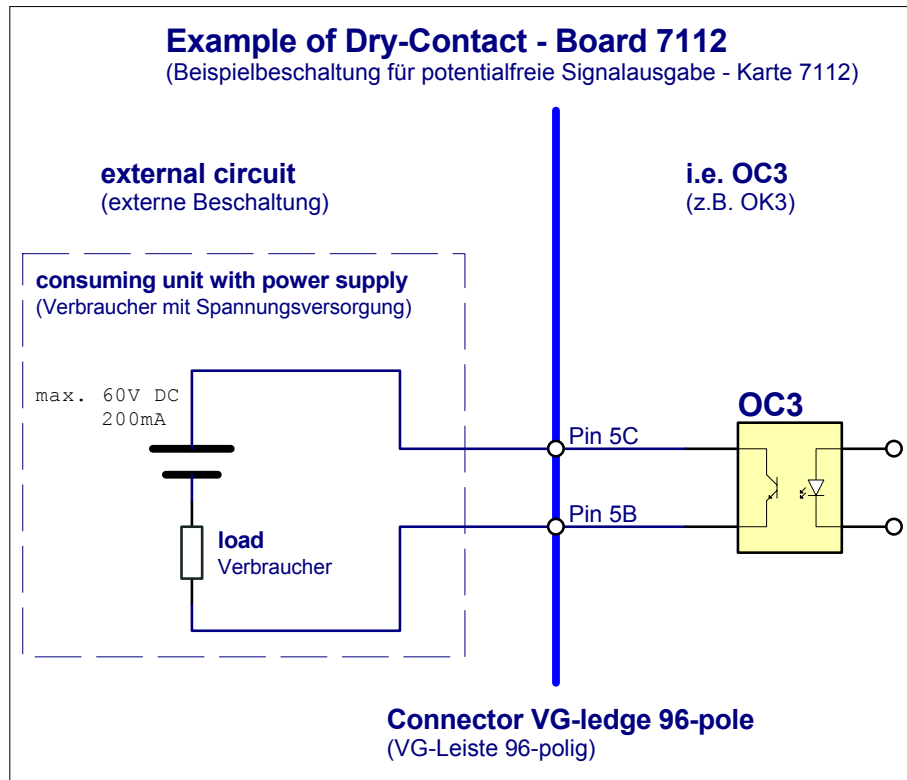 Example of Dry-Contact - Board 7112
(Beispielbeschaltung für potentialfreie Signalausgabe - Karte 7112)
external circuit
(externe Beschaltung)
i.e. OC3
(z.B. OK3)
consuming unit with power supply
(Verbraucher mit Spannungsversorgung)
max. 60V DC
200mA
OC3
Pin 5C
Pin 5B
load
Verbraucher
Connector VG-ledge 96-pole
(VG-Leiste 96-polig)